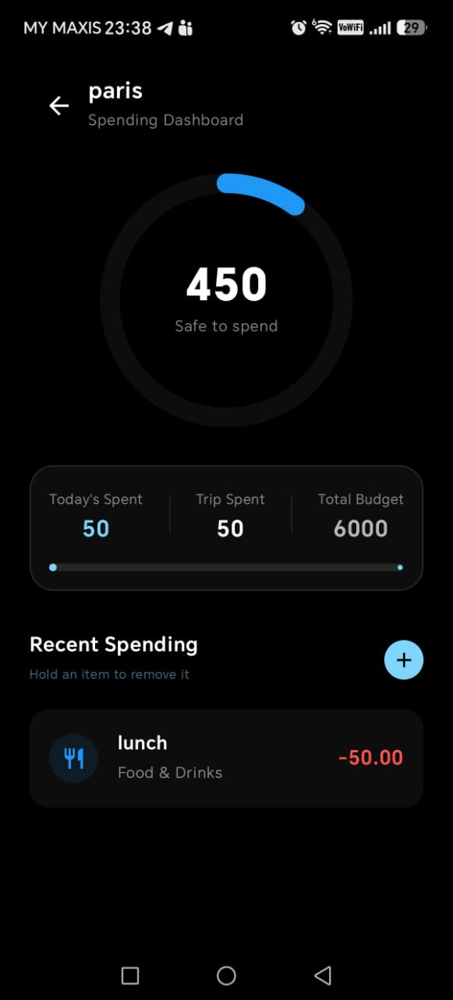 MY MAXIS 23:38 6 VoWiFi 29
paris
Spending Dashboard
450
Safe to spend
Today's Spent Trip Spent Total Budget
50 50 6000
Recent Spending
Hold an item to remove it
+
lunch
Food & Drinks
-50.00